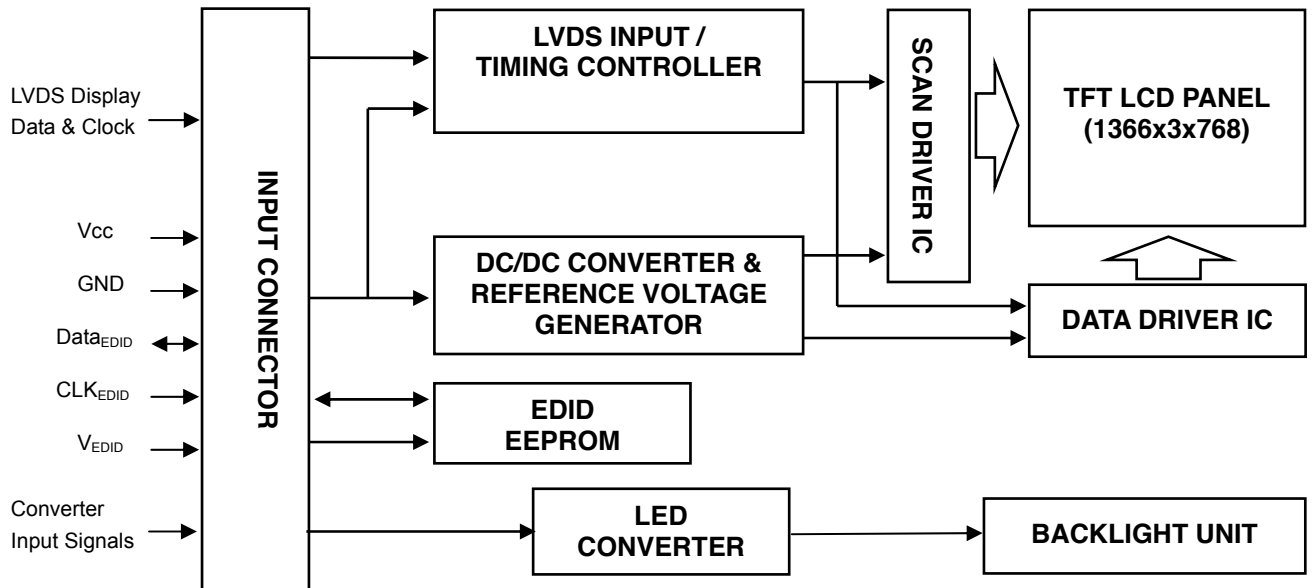 LVDS Display
Data & Clock
Vcc
GND
DataEDID
CLKEDID
VEDID
Converter
Input Signals
INPUT CONNECTOR
LVDS INPUT /
TIMING CONTROLLER
DC/DC CONVERTER &
REFERENCE VOLTAGE
GENERATOR
EDID
EEPROM
LED
CONVERTER
SCAN DRIVER IC
TFT LCD PANEL
(1366x3x768)
DATA DRIVER IC
BACKLIGHT UNIT